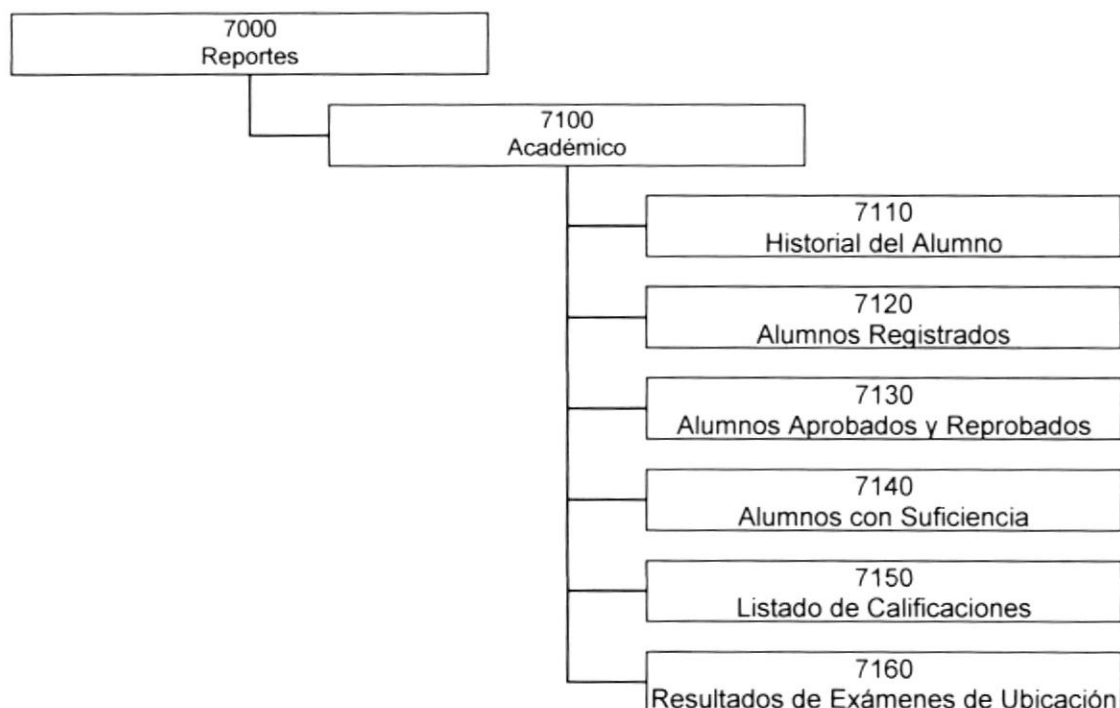 7000
Reportes
7100
Académico
7110
Historial del Alumno
7120
Alumnos Registrados
7130
Alumnos Aprobados y Reprobados
7140
Alumnos con Suficiencia
7150
Listado de Calificaciones
7160
Resultados de Exámenes de Ubicación